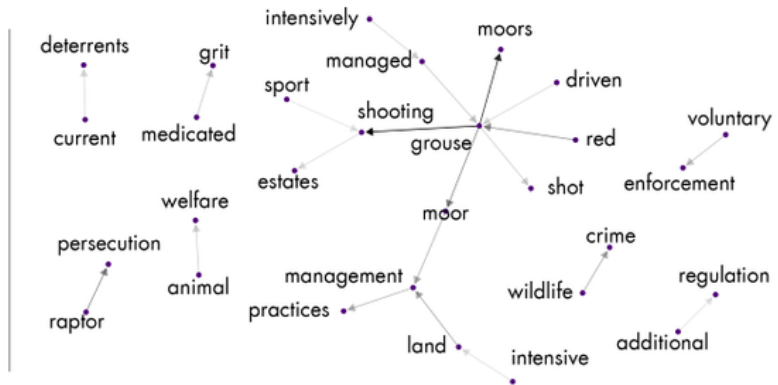 intensively
moors
deterrents
grit
managed
sport
driven
shooting
voluntary
current
medicated
grouse
red
estates
shot
enforcement
welfare
moor
persecution
crime
animal
management
regulation
wildlife
practices
raptor
land
additional
intensive